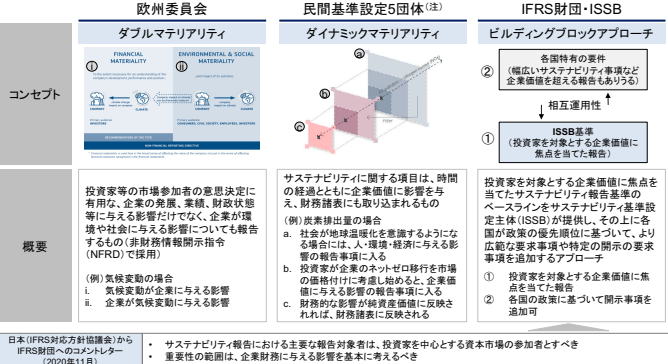 欧州委員会
民間基準設定5団体(注)
IFRS財団・ISSB
ダブルマテリアリティ
ダイナミックマテリアリティ
ビルディングブロックアプローチ
コンセプト
FINANCIAL
MATERIALITY
ENVIRONMENTAL & SOCIAL
MATERIALITY
i
ii
COMPANY
CLIMATE
COMPANY
CLIMATE
Primary audience:
INVESTORS
Primary audience:
CONSUMERS, CIVIL SOCIETY, EMPLOYEES, INVESTORS
RECOMMENDATIONS OF THE TCFD
NON-FINANCIAL REPORTING DIRECTIVE
a
b
c
②
各国特有の要件
(幅広いサステナビリティ事項など
企業価値を超える報告もありうる)
相互運用性
①
ISSB基準
(投資家を対象とする企業価値に
焦点を当てた報告)
概要
投資家等の市場参加者の意思決定に
有用な、企業の発展、業績、財政状態
等に与える影響だけでなく、企業が環
境や社会に与える影響についても報告
するもの(非財務情報開示指令
(NFRD)で採用)
(例)気候変動の場合
i. 気候変動が企業に与える影響
ii. 企業が気候変動に与える影響
サステナビリティに関する項目は、時間
の経過とともに企業価値に影響を与
え、財務諸表にも取り込まれるもの
(例)炭素排出量の場合
a. 社会が地球温暖化を意識するようにな
る場合には、人・環境・経済に与える影響
の報告事項に入る
b. 投資家が企業のネットゼロ移行を市場
の価格付けに考慮し始めると、企業価
値に与える影響の報告事項に入る
c. 財務的な影響が純資産価値に反映さ
れれば、財務諸表に反映される
投資家を対象とする企業価値に焦点を
当てたサステナビリティ報告基準の
ベースラインをサステナビリティ基準設
定主体(ISSB)が提供し、その上に各
国が政策の優先順位に基づいて、より
広範な要求事項や特定の開示の要求
事項を追加するアプローチ
① 投資家を対象とする企業価値に焦
点を当てた報告
② 各国の政策に基づいて開示事項を
追加可
日本(IFRS対応方針協議会)から
IFRS財団へのコメントレター
(2020年11月)
• サステナビリティ報告における主要な報告対象者は、投資家を中心とする資本市場の参加者とすべき
• 重要性の範囲は、企業財務に与える影響を基本に考えるべき